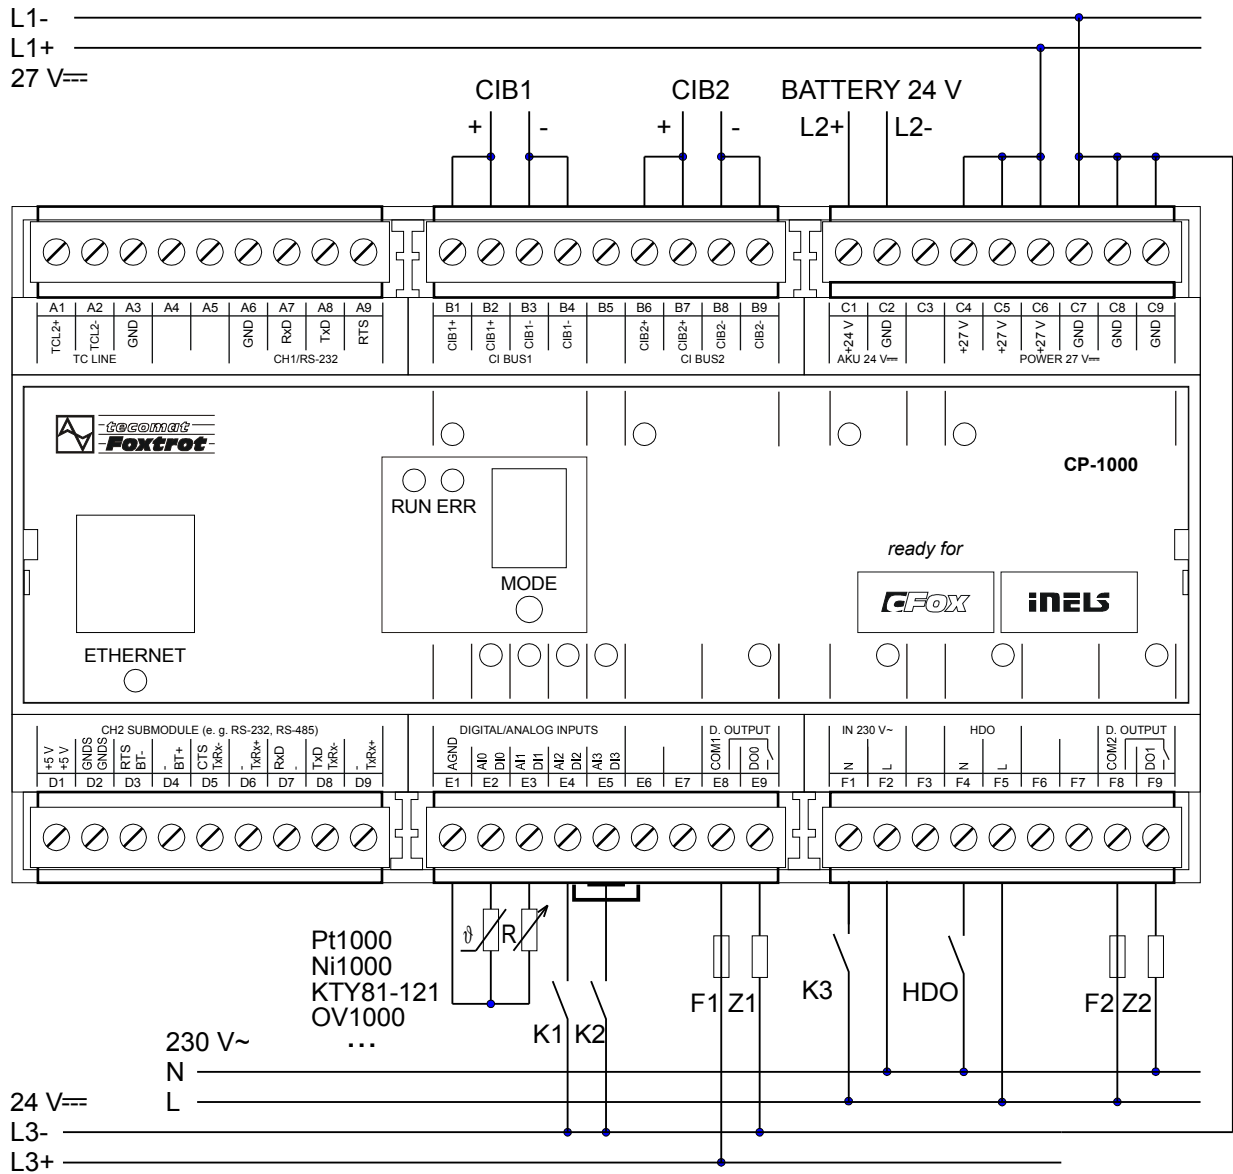 L1-
L1+
27 V⎓
CIB1 CIB2 BATTERY 24 V
+ - + - L2+ L2-
A1 A2 A3 A4 A5 A6 A7 A8 A9 B1 B2 B3 B4 B5 B6 B7 B8 B9 C1 C2 C3 C4 C5 C6 C7 C8 C9
TCL2+ TCL2- GND GND RxD TxD RTS CIB1+ CIB1+ CIB1- CIB1- CIB2+ CIB2+ CIB2- CIB2- +24 V GND +27 V +27 V +27 V GND GND GND
TC LINE CH1/RS-232 CI BUS1 CI BUS2 AKU 24 V⎓ POWER 27 V⎓
tecomat
Foxtrot
CP-1000
RUN ERR
MODE
ready for
CFox iNELS
ETHERNET
CH2 SUBMODULE (e. g. RS-232, RS-485) DIGITAL/ANALOG INPUTS D. OUTPUT IN 230 V~ HDO D. OUTPUT
+5 V GNDS RTS - CTS - RxD TxD - AGND AI0 AI1 AI2 AI3 COM1 DO0 N L N L COM2 DO1
+5 V GNDS BT- BT+ TxRx- TxRx+ - TxRx- TxRx+ DI0 DI1 DI2 DI3
D1 D2 D3 D4 D5 D6 D7 D8 D9 E1 E2 E3 E4 E5 E6 E7 E8 E9 F1 F2 F3 F4 F5 F6 F7 F8 F9
ϑ R
Pt1000
Ni1000
KTY81-121
OV1000
...
K1 K2 F1 Z1 K3 HDO F2 Z2
230 V~
N
L
24 V⎓
L3-
L3+